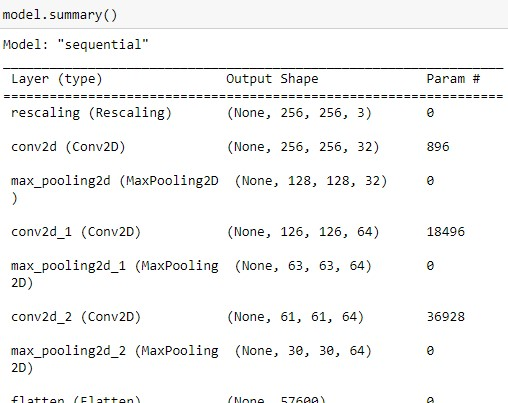 model.summary()
Model: "sequential"
_________________________________________________________________
Layer (type) Output Shape Param #
=================================================================
rescaling (Rescaling) (None, 256, 256, 3) 0
conv2d (Conv2D) (None, 256, 256, 32) 896
max_pooling2d (MaxPooling2D (None, 128, 128, 32) 0
)
conv2d_1 (Conv2D) (None, 126, 126, 64) 18496
max_pooling2d_1 (MaxPooling (None, 63, 63, 64) 0
2D)
conv2d_2 (Conv2D) (None, 61, 61, 64) 36928
max_pooling2d_2 (MaxPooling (None, 30, 30, 64) 0
2D)
flatten (Flatten) (None, 57600) 0